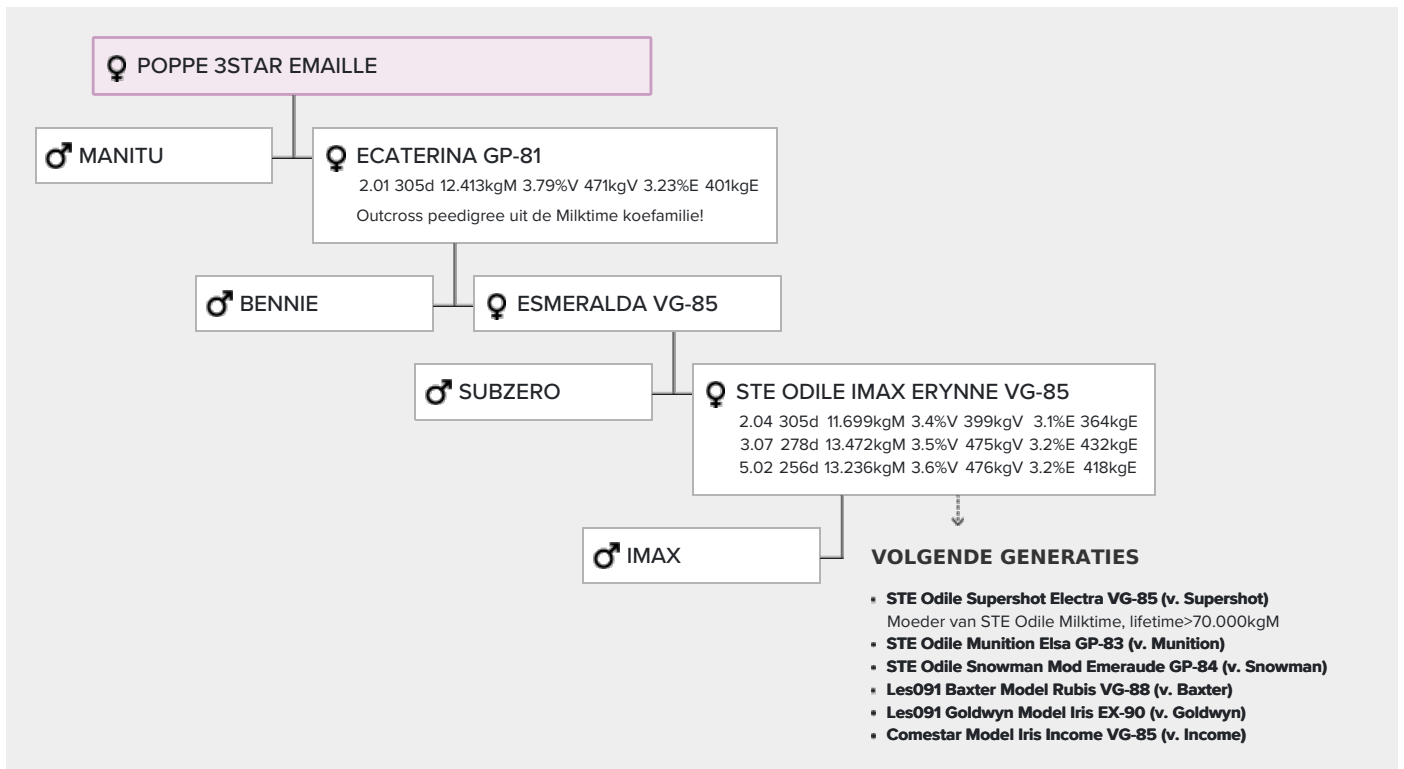 POPPE 3STAR EMAILLE
MANITU
ECATERINA GP-81
2.01 305d 12.413kgM 3.79%V 471kgV 3.23%E 401kgE
Outcross peedigree uit de Milktime koefamilie!
BENNIE
ESMERALDA VG-85
SUBZERO
STE ODILE IMAX ERYNNE VG-85
2.04 305d 11.699kgM 3.4%V 399kgV 3.1%E 364kgE
3.07 278d 13.472kgM 3.5%V 475kgV 3.2%E 432kgE
5.02 256d 13.236kgM 3.6%V 476kgV 3.2%E 418kgE
IMAX
VOLGENDE GENERATIES
STE Odile Supershot Electra VG-85 (v. Supershot)
Moeder van STE Odile Milktime, lifetime>70.000kgM
STE Odile Munition Elsa GP-83 (v. Munition)
STE Odile Snowman Mod Emeraude GP-84 (v. Snowman)
Les091 Baxter Model Rubis VG-88 (v. Baxter)
Les091 Goldwyn Model Iris EX-90 (v. Goldwyn)
Comestar Model Iris Income VG-85 (v. Income)